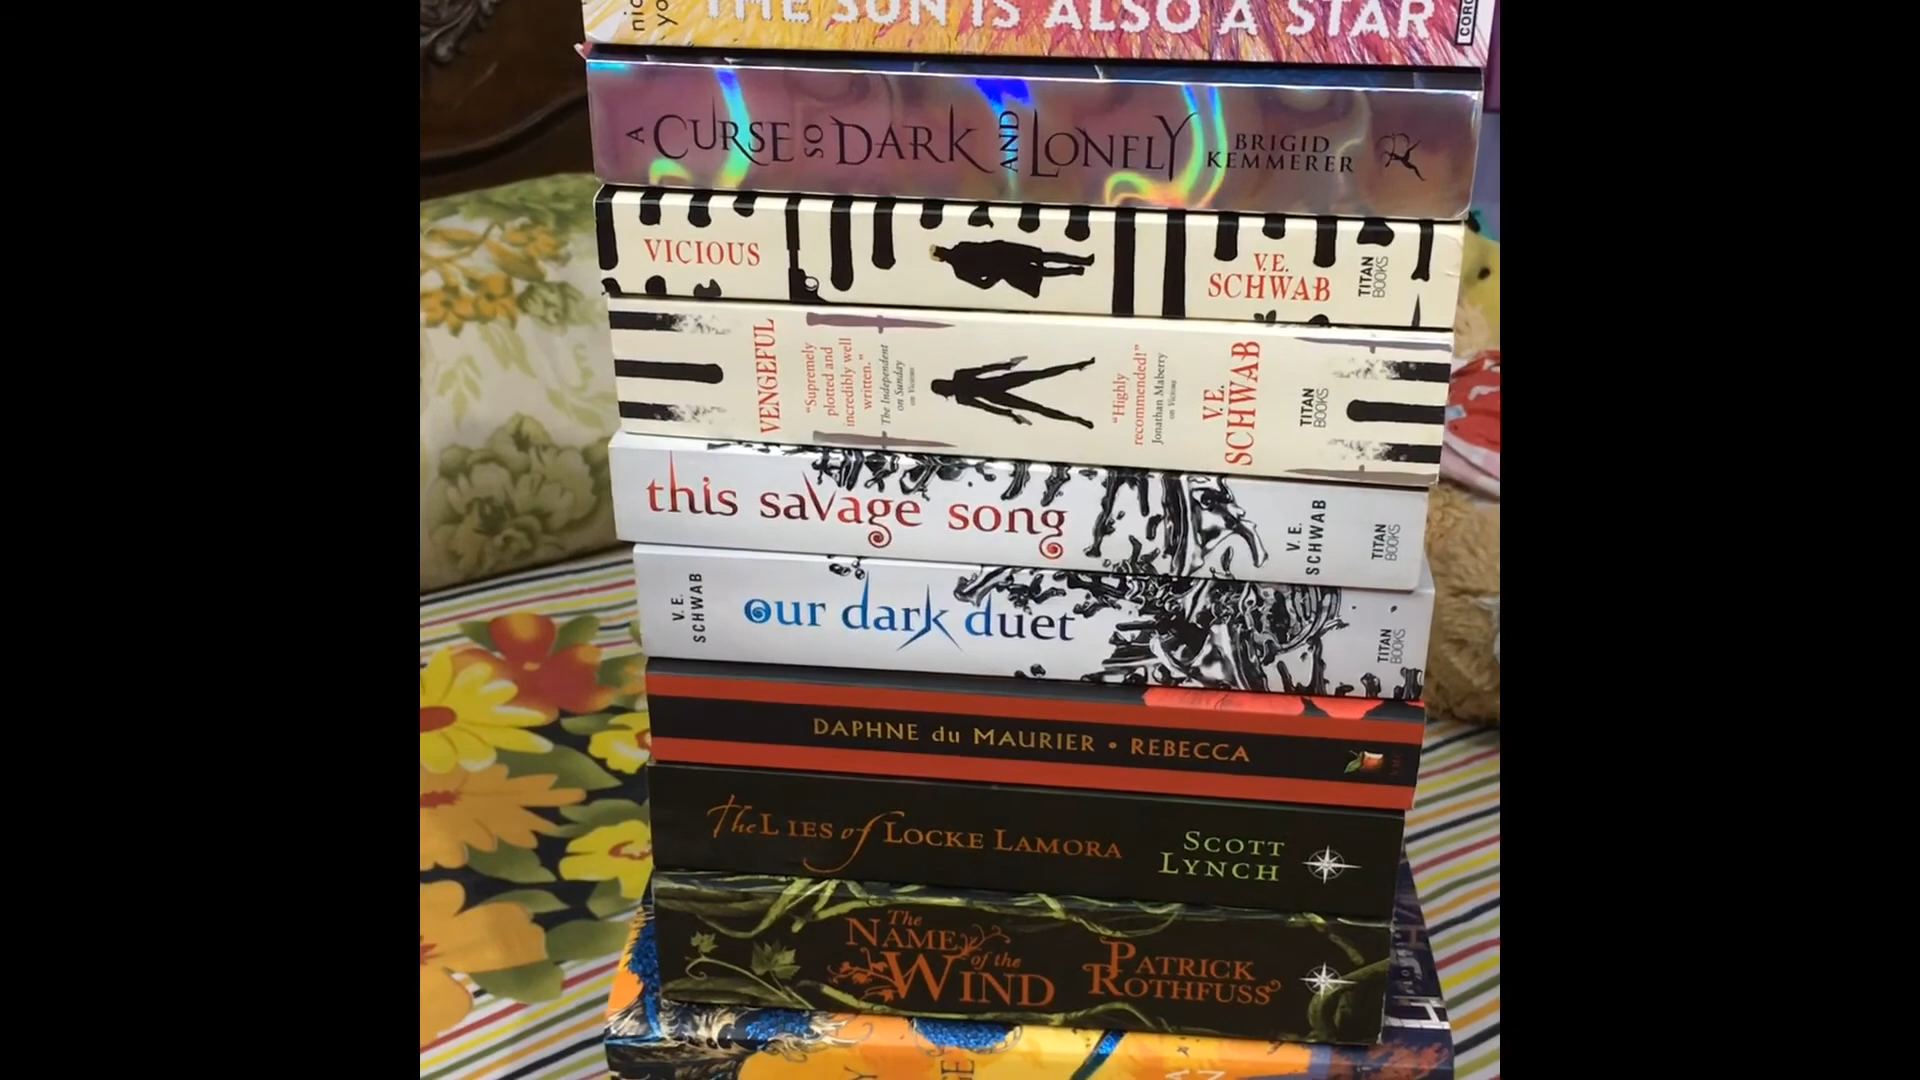 THE SUN IS ALSO A STAR
A CURSE SO DARK AND LONELY
BRIGID
KEMMERER
VICIOUS
V.E.
SCHWAB
TITAN
BOOKS
VENGEFUL
"Supremely
plotted and
incredibly well
written."
The Independent
on Sunday
on Vicious
"Highly
recommended!"
Jonathan Maberry
on Vicious
V.E.
SCHWAB
TITAN
BOOKS
this savage song
V. E.
SCHWAB
TITAN
BOOKS
V. E.
SCHWAB
our dark duet
TITAN
BOOKS
DAPHNE du MAURIER • REBECCA
The LIES of LOCKE LAMORA
SCOTT
LYNCH
The
NAME
of the
WIND
PATRICK
ROTHFUSS